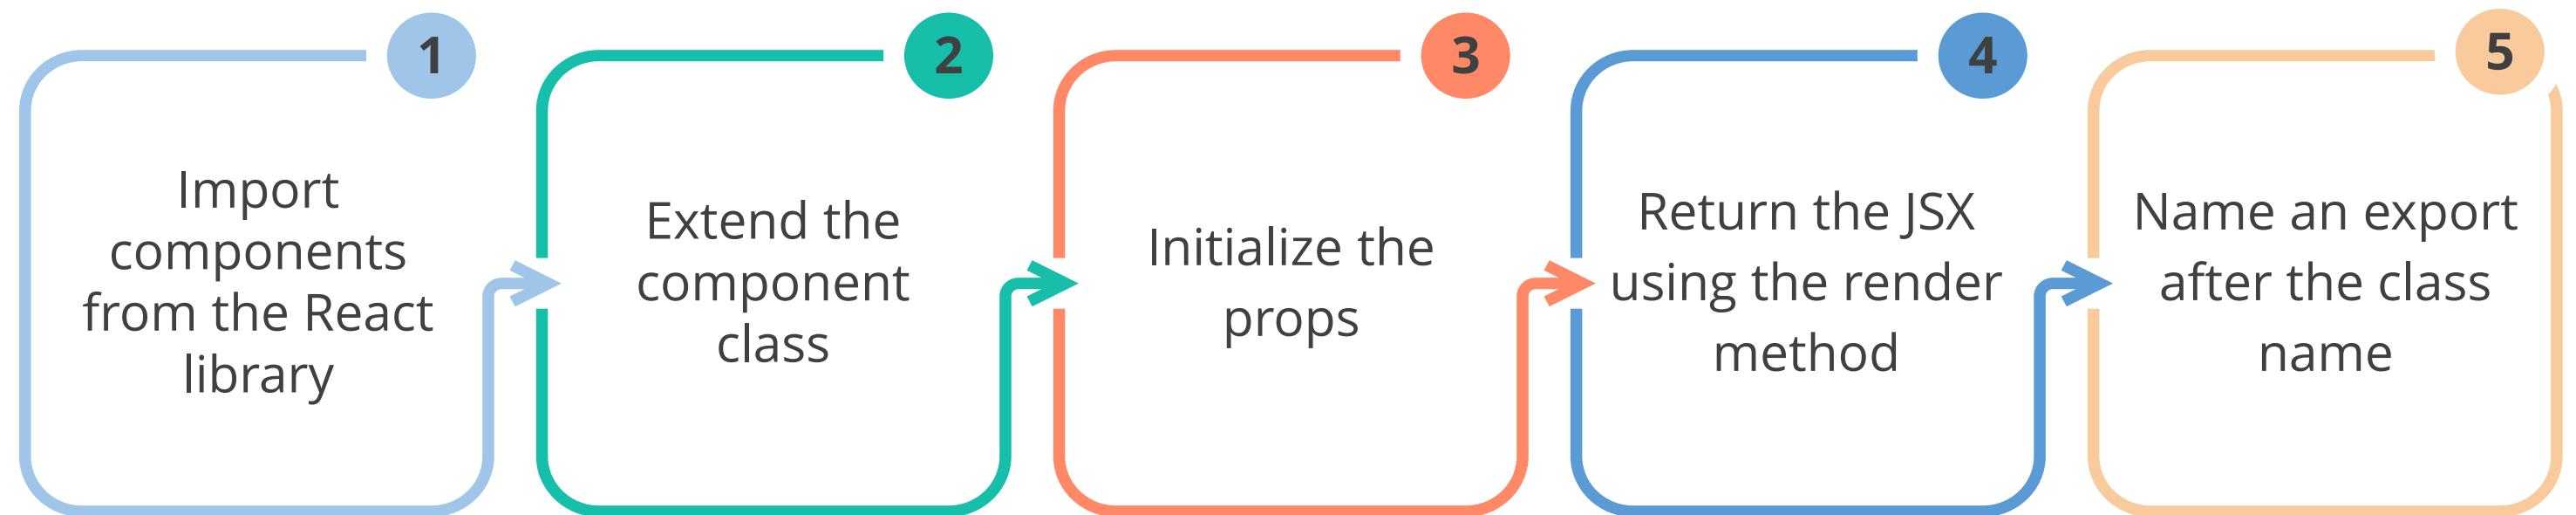 1
Import
components
from the React
library
2
Extend the
component
class
3
Initialize the
props
4
Return the JSX
using the render
method
5
Name an export
after the class
name